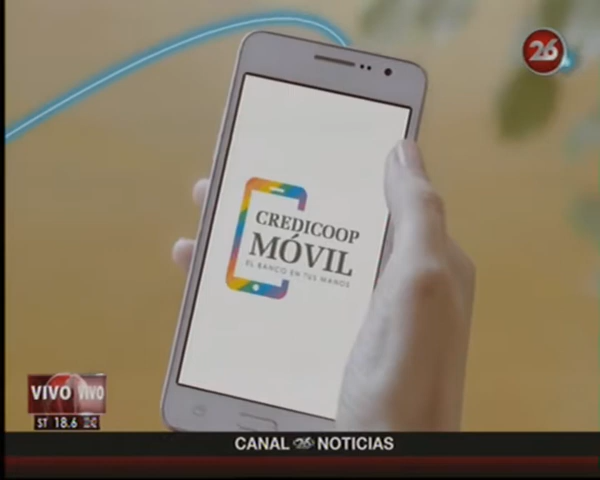 26
CREDICOOP
MÓVIL
EL BANCO EN TUS MANOS
VIVO VIVO
ST 18.6
CANAL 26 NOTICIAS